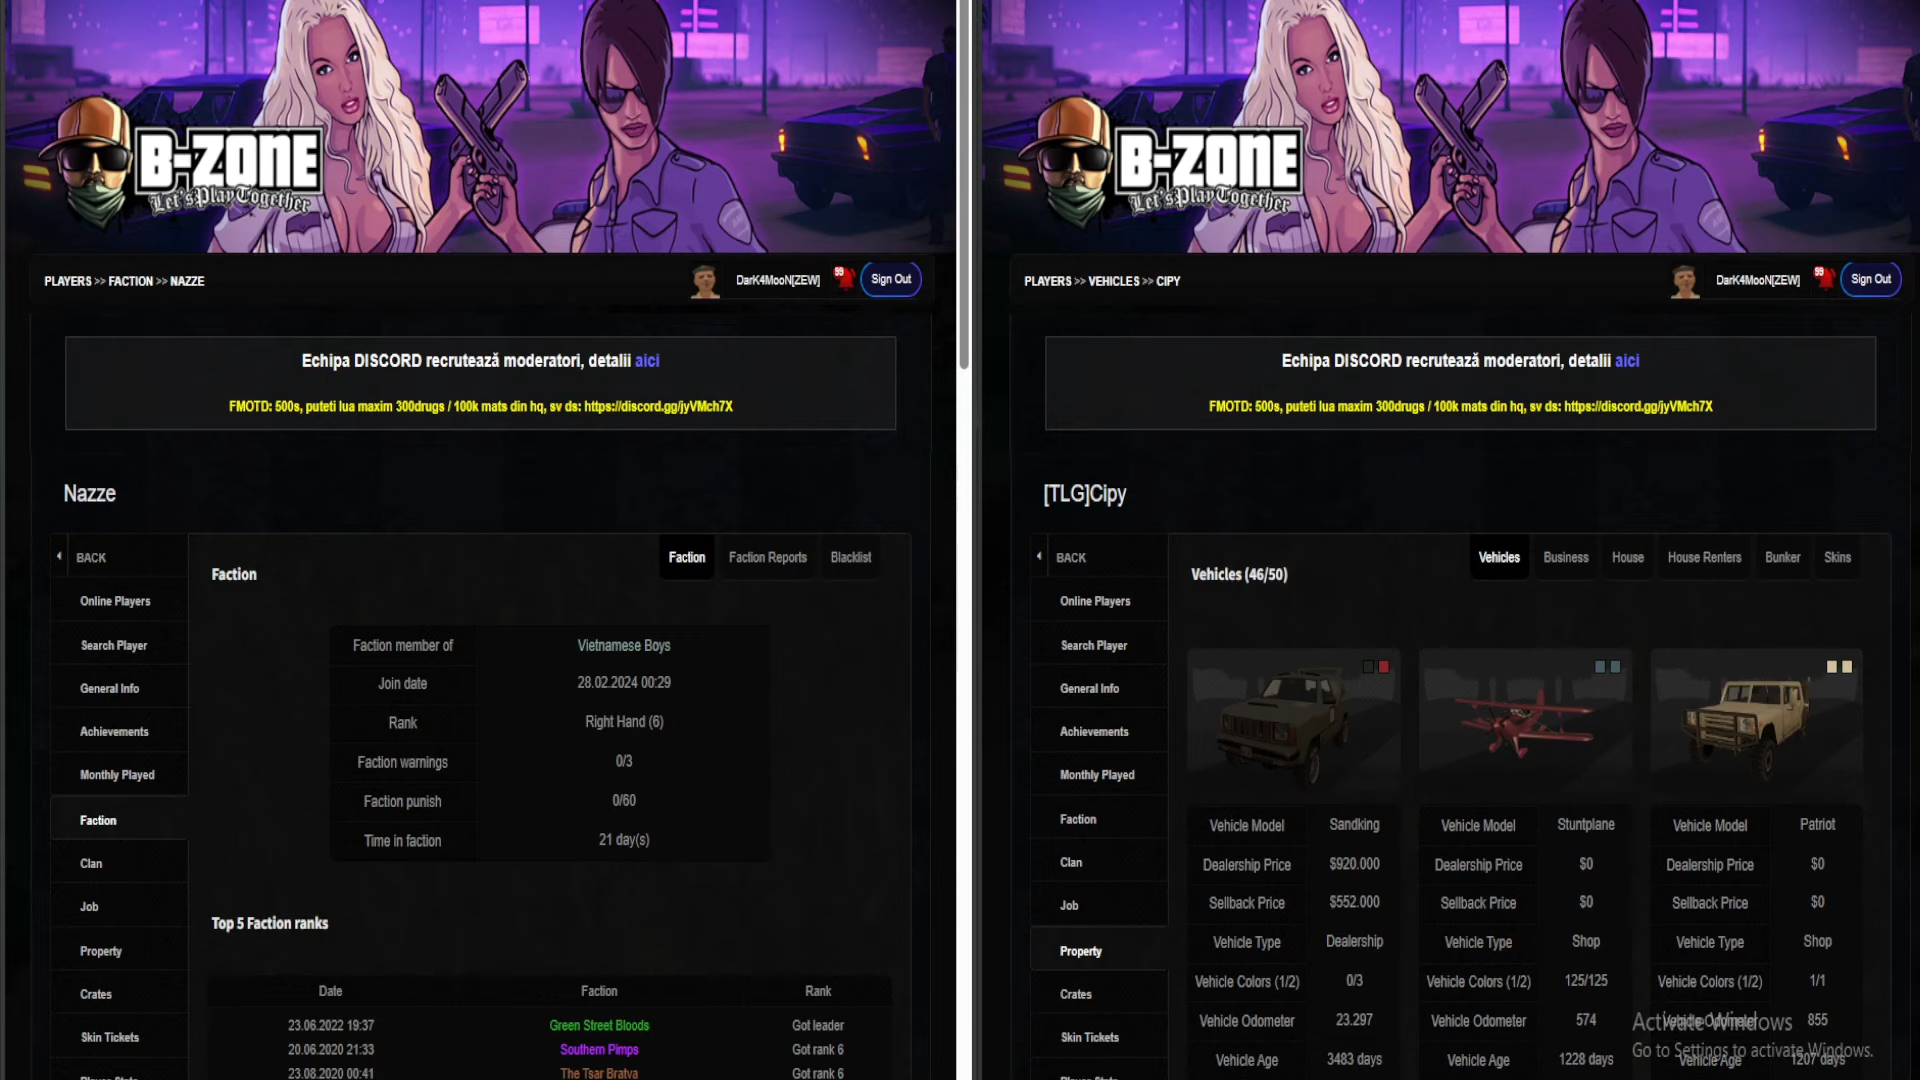 B-ZONE
Let'sPlayTogether
PLAYERS >> FACTION >> NAZZE
DarK4MooN[ZEW]
99
Sign Out
Echipa DISCORD recrutează moderatori, detalii aici
FMOTD: 500s, puteti lua maxim 300drugs / 100k mats din hq, sv ds: https://discord.gg/jyVMch7X
Nazze
BACK
Online Players
Search Player
General Info
Achievements
Monthly Played
Faction
Clan
Job
Property
Crates
Skin Tickets
Faction
Faction
Faction Reports
Blacklist
Faction member of Vietnamese Boys
Join date 28.02.2024 00:29
Rank Right Hand (6)
Faction warnings 0/3
Faction punish 0/60
Time in faction 21 day(s)
Top 5 Faction ranks
Date Faction Rank
23.06.2022 19:37 Green Street Bloods Got leader
20.06.2020 21:33 Southern Pimps Got rank 6
23.08.2020 00:41 The Tsar Bratva Got rank 6
B-ZONE
Let'sPlayTogether
PLAYERS >> VEHICLES >> CIPY
DarK4MooN[ZEW]
99
Sign Out
Echipa DISCORD recrutează moderatori, detalii aici
FMOTD: 500s, puteti lua maxim 300drugs / 100k mats din hq, sv ds: https://discord.gg/jyVMch7X
[TLG]Cipy
BACK
Online Players
Search Player
General Info
Achievements
Monthly Played
Faction
Clan
Job
Property
Crates
Skin Tickets
Vehicles (46/50)
Vehicles
Business
House
House Renters
Bunker
Skins
Vehicle Model Sandking Vehicle Model Stuntplane Vehicle Model Patriot
Dealership Price $920.000 Dealership Price $0 Dealership Price $0
Sellback Price $552.000 Sellback Price $0 Sellback Price $0
Vehicle Type Dealership Vehicle Type Shop Vehicle Type Shop
Vehicle Colors (1/2) 0/3 Vehicle Colors (1/2) 125/125 Vehicle Colors (1/2) 1/1
Vehicle Odometer 23.297 Vehicle Odometer 574 Vehicle Odometer 855
Vehicle Age 3483 days Vehicle Age 1228 days Vehicle Age 1207 days
Activate Windows
Go to Settings to activate Windows.